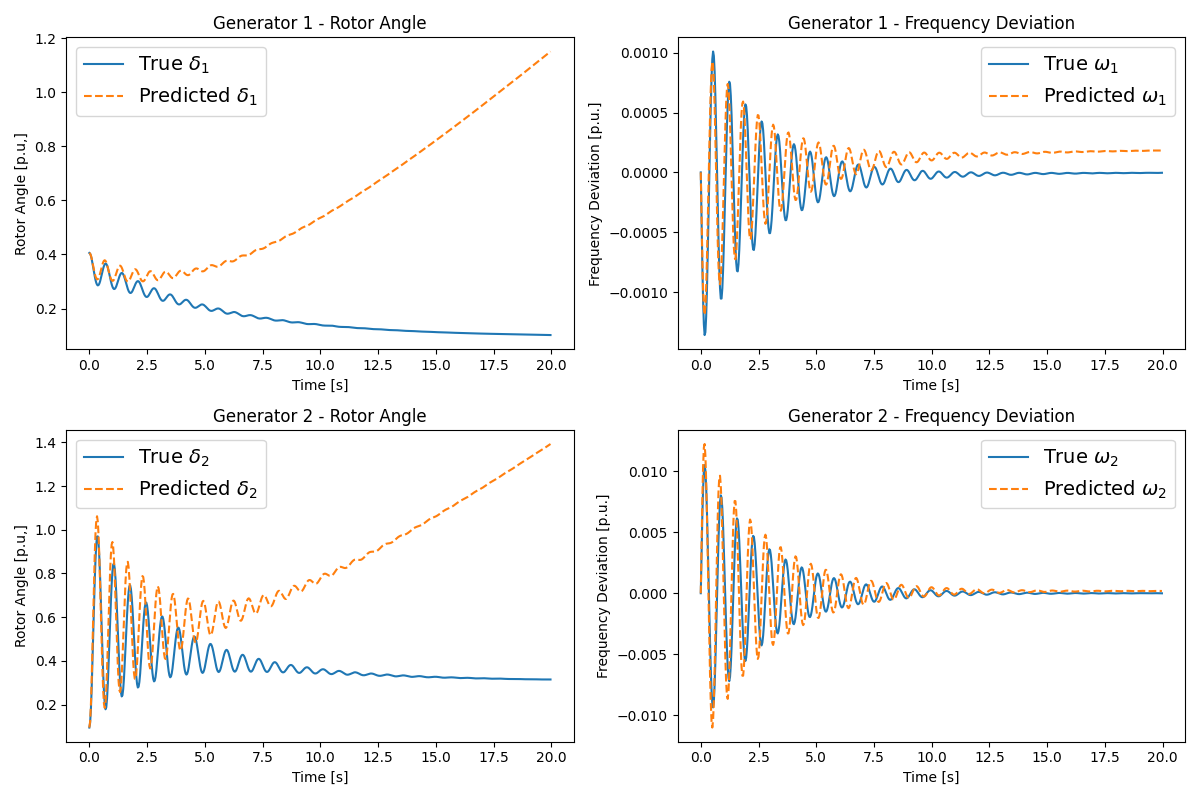 Generator 1 - Rotor Angle
1.2
1.0
0.8
0.6
0.4
0.2
Rotor Angle [p.u,]
True δ1
Predicted δ1
0.0 2.5 5.0 7.5 10.0 12.5 15.0 17.5 20.0
Time [s]
Generator 1 - Frequency Deviation
0.0010
0.0005
0.0000
−0.0005
−0.0010
Frequency Deviation [p.u.]
True ω1
Predicted ω1
0.0 2.5 5.0 7.5 10.0 12.5 15.0 17.5 20.0
Time [s]
Generator 2 - Rotor Angle
1.4
1.2
1.0
0.8
0.6
0.4
0.2
Rotor Angle [p.u,]
True δ2
Predicted δ2
0.0 2.5 5.0 7.5 10.0 12.5 15.0 17.5 20.0
Time [s]
Generator 2 - Frequency Deviation
0.010
0.005
0.000
−0.005
−0.010
Frequency Deviation [p.u.]
True ω2
Predicted ω2
0.0 2.5 5.0 7.5 10.0 12.5 15.0 17.5 20.0
Time [s]